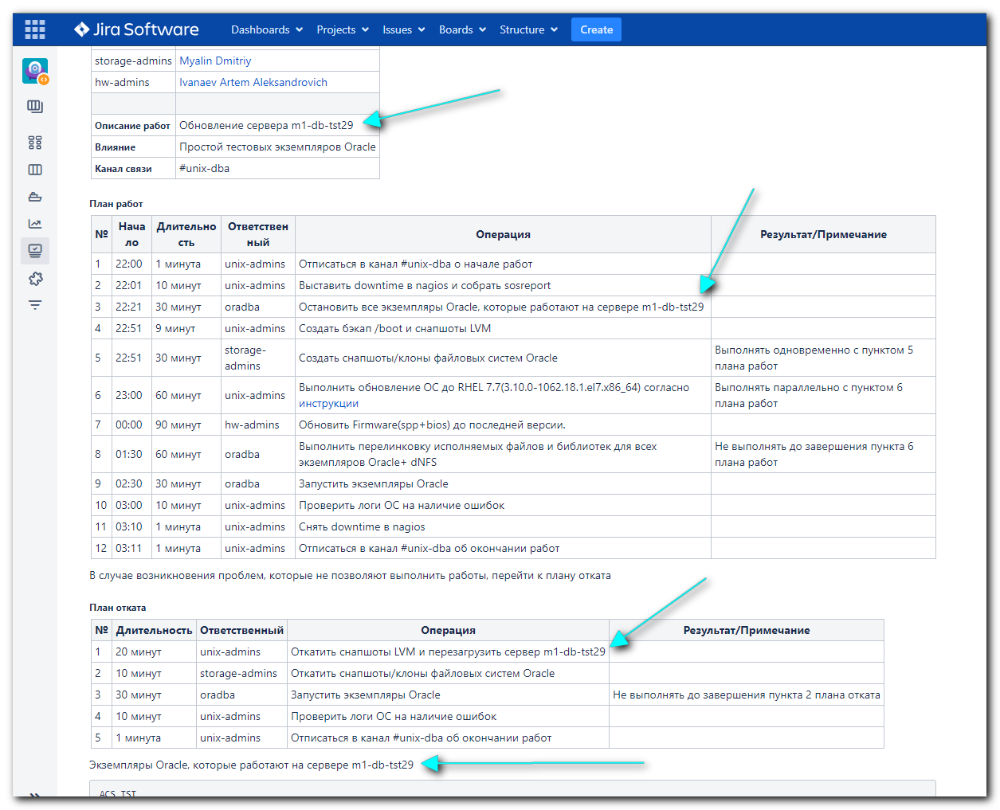 Jira Software Dashboards Projects Issues Boards Structure Create
storage-admins Myalin Dmitriy
hw-admins Ivanaev Artem Aleksandrovich
Описание работ Обновление сервера m1-db-tst29
Влияние Простой тестовых экземпляров Oracle
Канал связи #unix-dba
План работ
№ Нача Длительно Ответствен Операция Результат/Примечание
ло сть ный
1 22:00 1 минута unix-admins Отписаться в канал #unix-dba о начале работ
2 22:01 10 минут unix-admins Выставить downtime в nagios и собрать sosreport
3 22:21 30 минут oradba Остановить все экземпляры Oracle, которые работают на сервере m1-db-tst29
4 22:51 9 минут unix-admins Создать бэкап /boot и снапшоты LVM
5 22:51 30 минут storage- Создать снапшоты/клоны файловых систем Oracle Выполнять одновременно с пунктом 5
admins плана работ
6 23:00 60 минут unix-admins Выполнить обновление ОС до RHEL 7.7(3.10.0-1062.18.1.el7.x86_64) согласно Выполнять параллельно с пунктом 6
инструкции плана работ
7 00:00 90 минут hw-admins Обновить Firmware(spp+bios) до последней версии.
8 01:30 60 минут oradba Выполнить перелинковку исполняемых файлов и библиотек для всех Не выполнять до завершения пункта 6
экземпляров Oracle+ dNFS плана работ
9 02:30 30 минут oradba Запустить экземпляры Oracle
10 03:00 10 минут unix-admins Проверить логи ОС на наличие ошибок
11 03:10 1 минута unix-admins Снять downtime в nagios
12 03:11 1 минута unix-admins Отписаться в канал #unix-dba об окончании работ
В случае возникновения проблем, которые не позволяют выполнить работы, перейти к плану отката
План отката
№ Длительность Ответственный Операция Результат/Примечание
1 20 минут unix-admins Откатить снапшоты LVM и перезагрузить сервер m1-db-tst29
2 10 минут storage-admins Откатить снапшоты/клоны файловых систем Oracle
3 30 минут oradba Запустить экземпляры Oracle Не выполнять до завершения пункта 2 плана отката
4 10 минут unix-admins Проверить логи ОС на наличие ошибок
5 1 минута unix-admins Отписаться в канал #unix-dba об окончании работ
Экземпляры Oracle, которые работают на сервере m1-db-tst29
ACS_TST